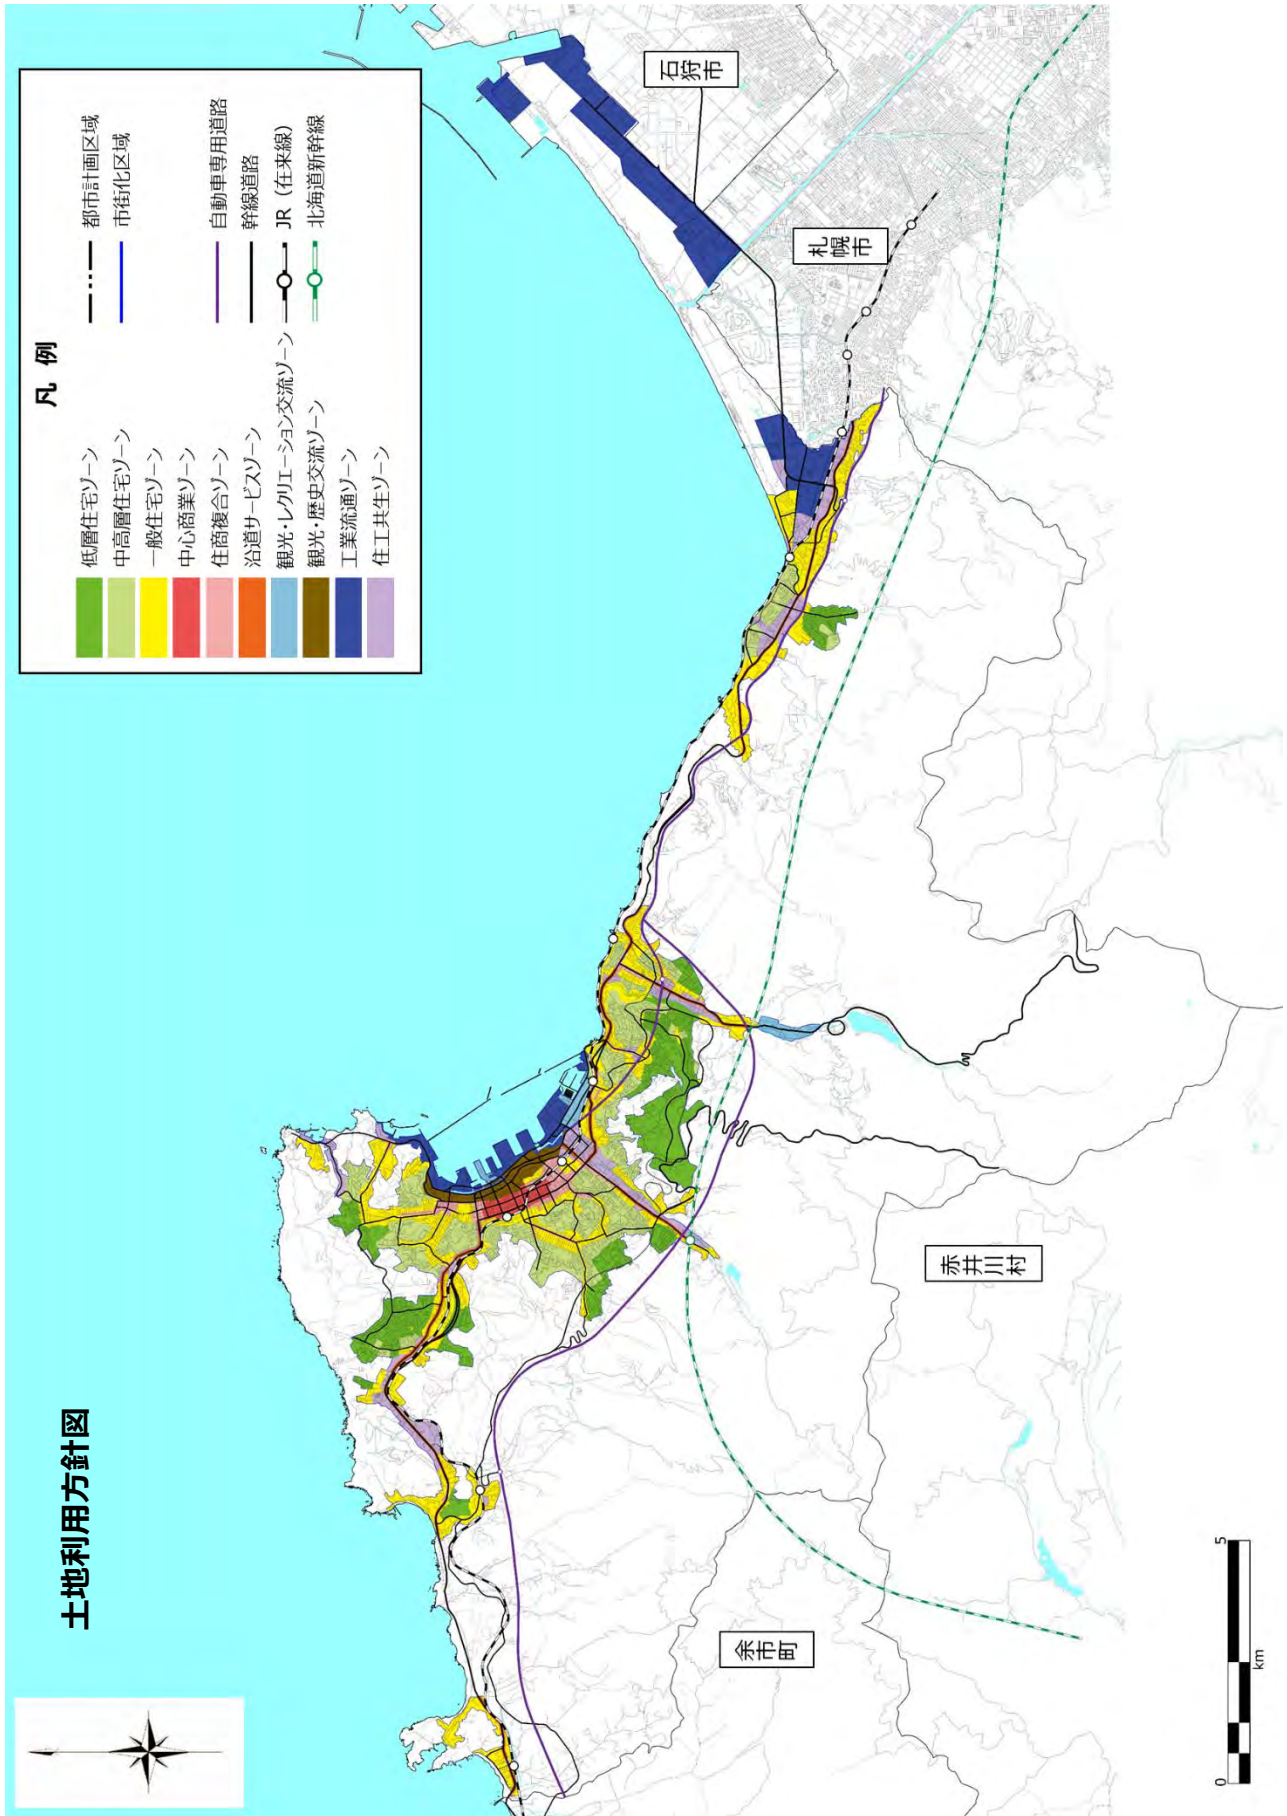 土地利用方針図
凡 例
低層住宅ゾーン
中高層住宅ゾーン
一般住宅ゾーン
中心商業ゾーン
住商複合ゾーン
沿道サービスゾーン
観光・レクリエーション交流ゾーン
観光・歴史交流ゾーン
工業流通ゾーン
住工共生ゾーン
都市計画区域
市街化区域
自動車専用道路
幹線道路
JR（在来線）
北海道新幹線
石狩市
札幌市
赤井川村
余市町
0
5
km